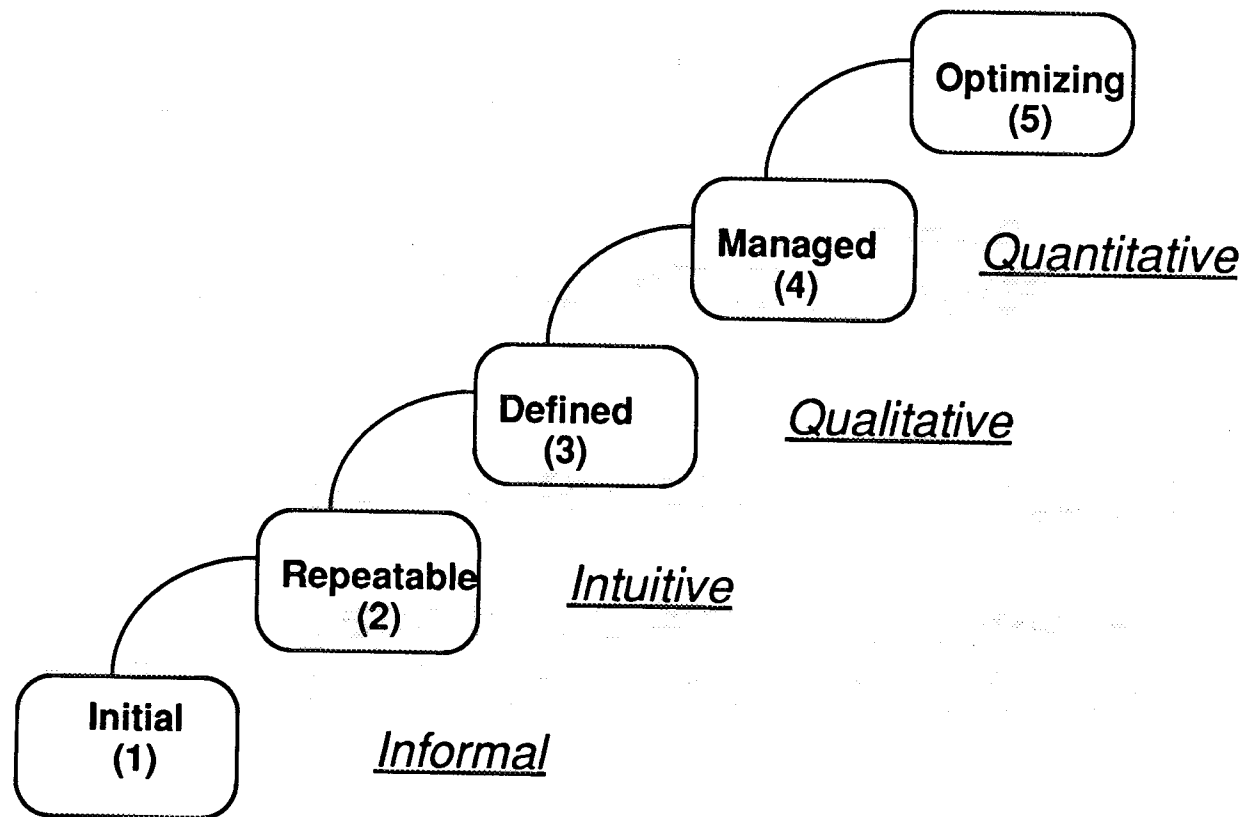 Optimizing
(5)
Managed
(4)
Quantitative
Defined
(3)
Qualitative
Repeatable
(2)
Intuitive
Initial
(1)
Informal